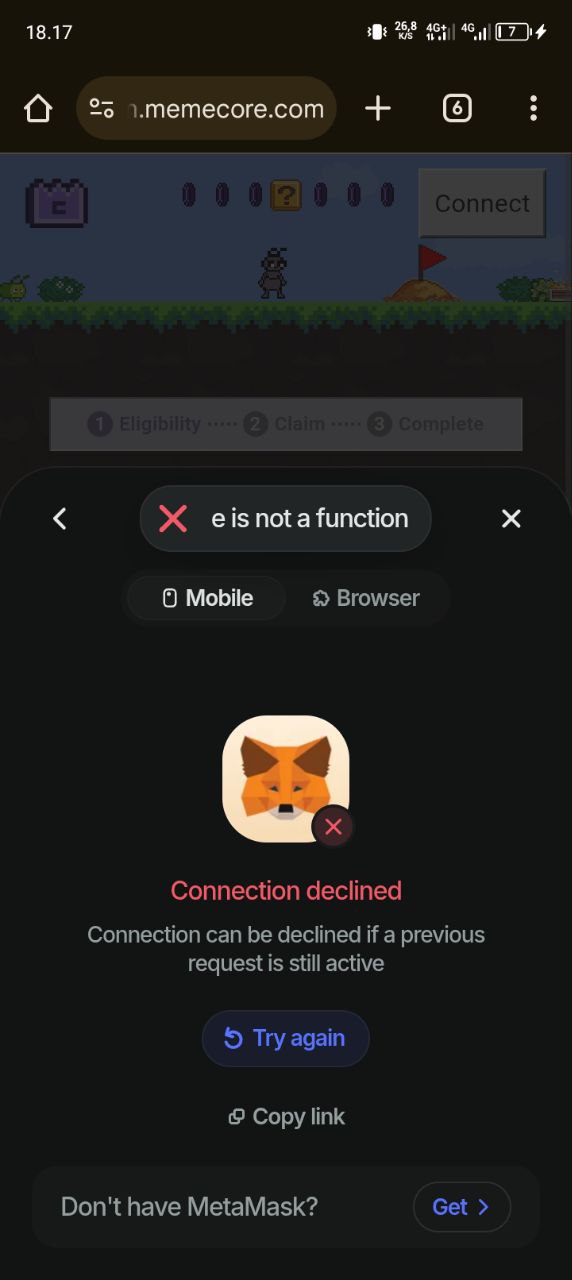 18.17
26,8
K/S
4G+
4G
7
n.memecore.com
6
?
Connect
1 Eligibility ····· 2 Claim ····· 3 Complete
e is not a function
Mobile
Browser
Connection declined
Connection can be declined if a previous
request is still active
Try again
Copy link
Don't have MetaMask?
Get